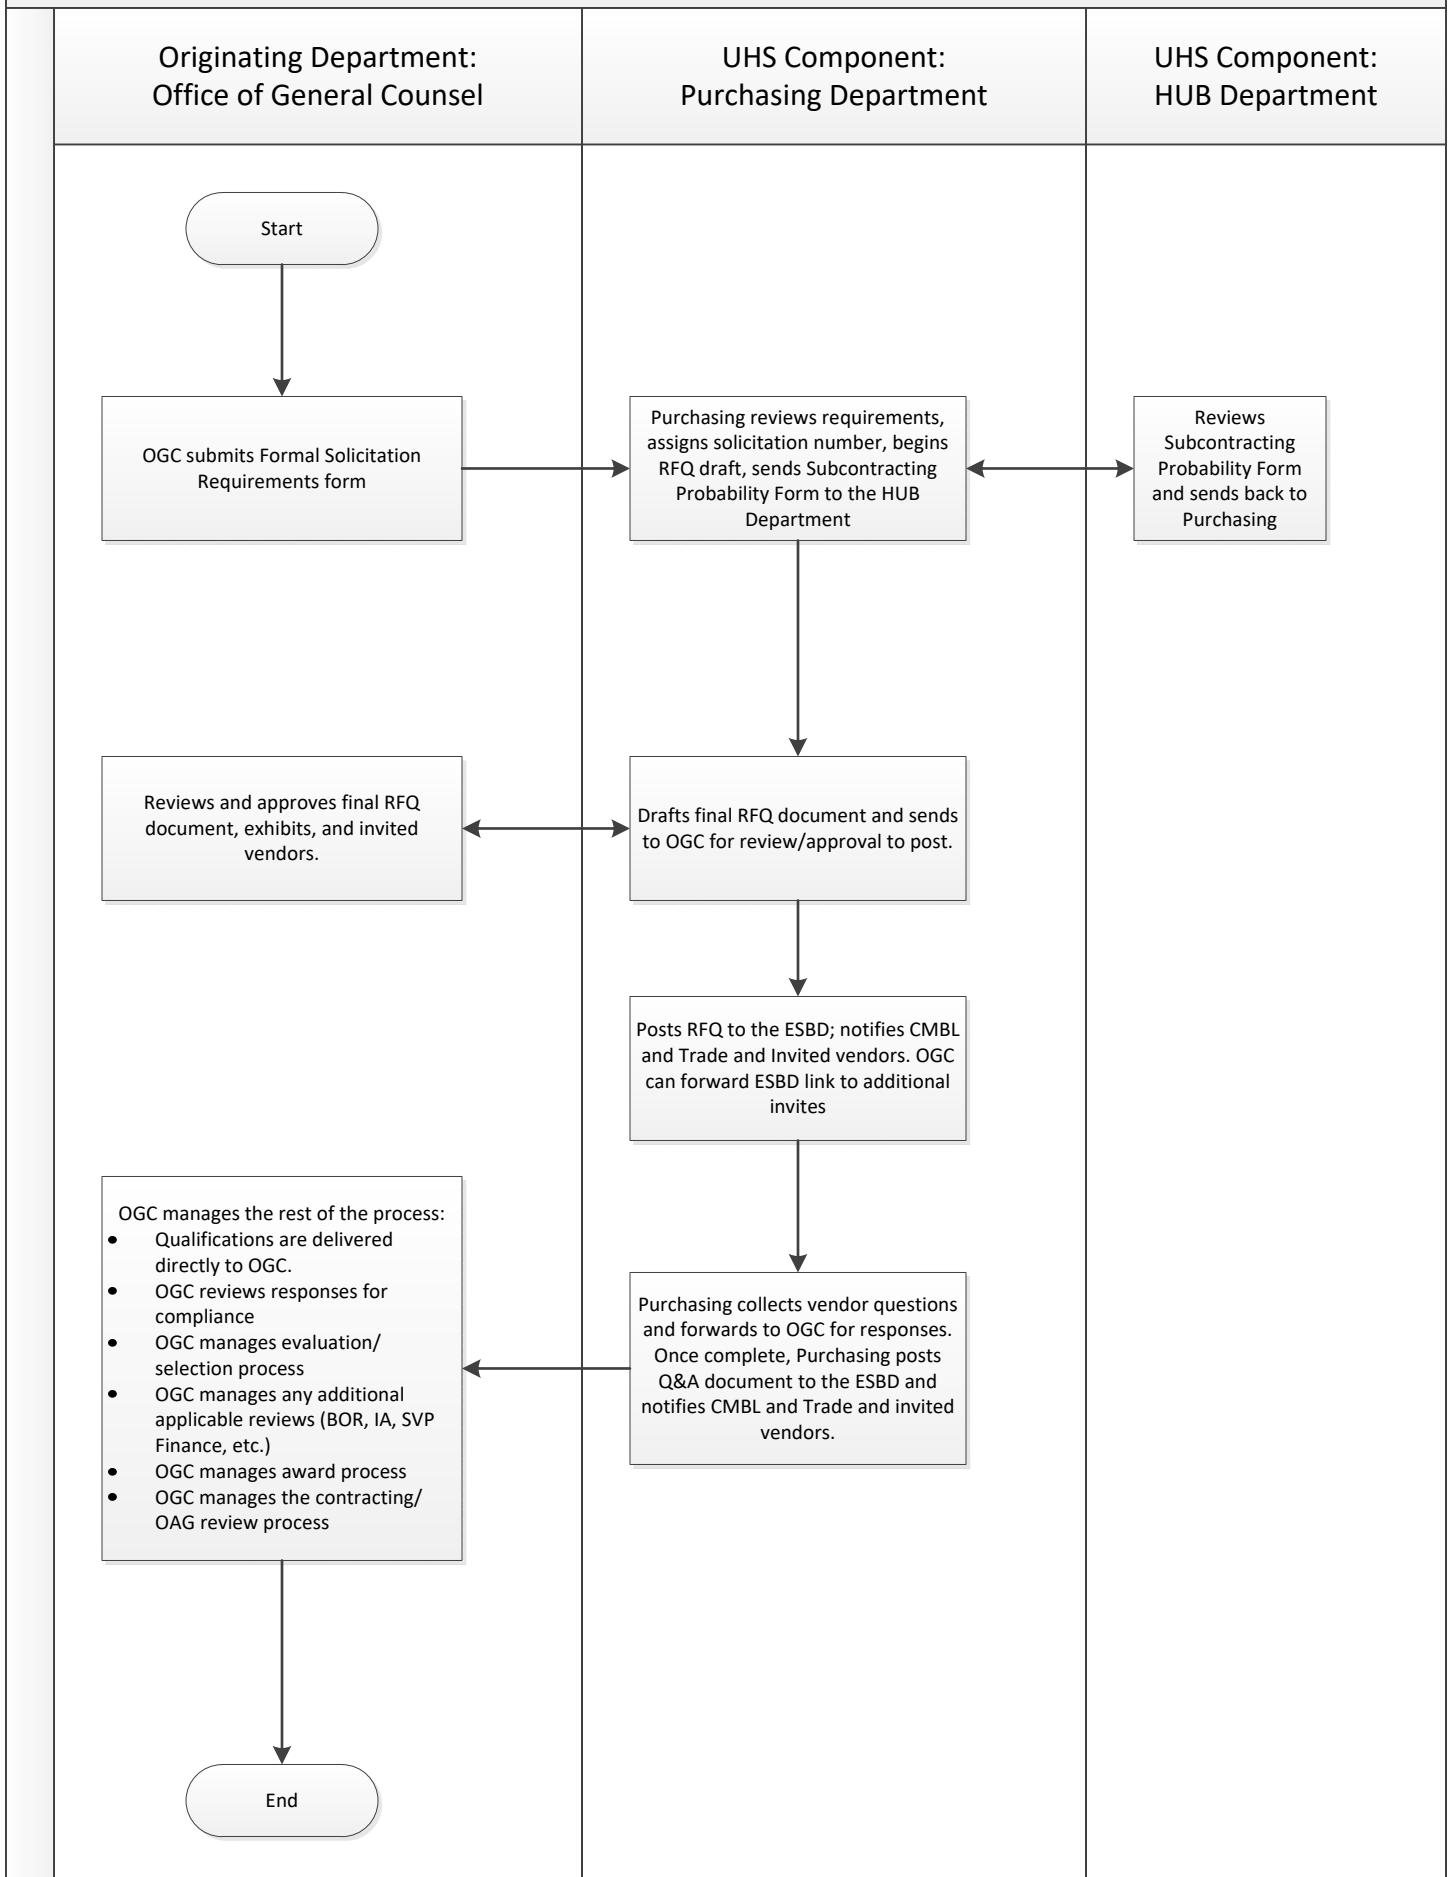 Originating Department:
Office of General Counsel
UHS Component:
Purchasing Department
UHS Component:
HUB Department
Start
OGC submits Formal Solicitation
Requirements form
Purchasing reviews requirements,
assigns solicitation number, begins
RFQ draft, sends Subcontracting
Probability Form to the HUB
Department
Reviews
Subcontracting
Probability Form
and sends back to
Purchasing
Reviews and approves final RFQ
document, exhibits, and invited
vendors.
Drafts final RFQ document and sends
to OGC for review/approval to post.
Posts RFQ to the ESBD; notifies CMBL
and Trade and Invited vendors. OGC
can forward ESBD link to additional
invites
OGC manages the rest of the process:
• Qualifications are delivered
directly to OGC.
• OGC reviews responses for
compliance
• OGC manages evaluation/
selection process
• OGC manages any additional
applicable reviews (BOR, IA, SVP
Finance, etc.)
• OGC manages award process
• OGC manages the contracting/
OAG review process
Purchasing collects vendor questions
and forwards to OGC for responses.
Once complete, Purchasing posts
Q&A document to the ESBD and
notifies CMBL and Trade and invited
vendors.
End